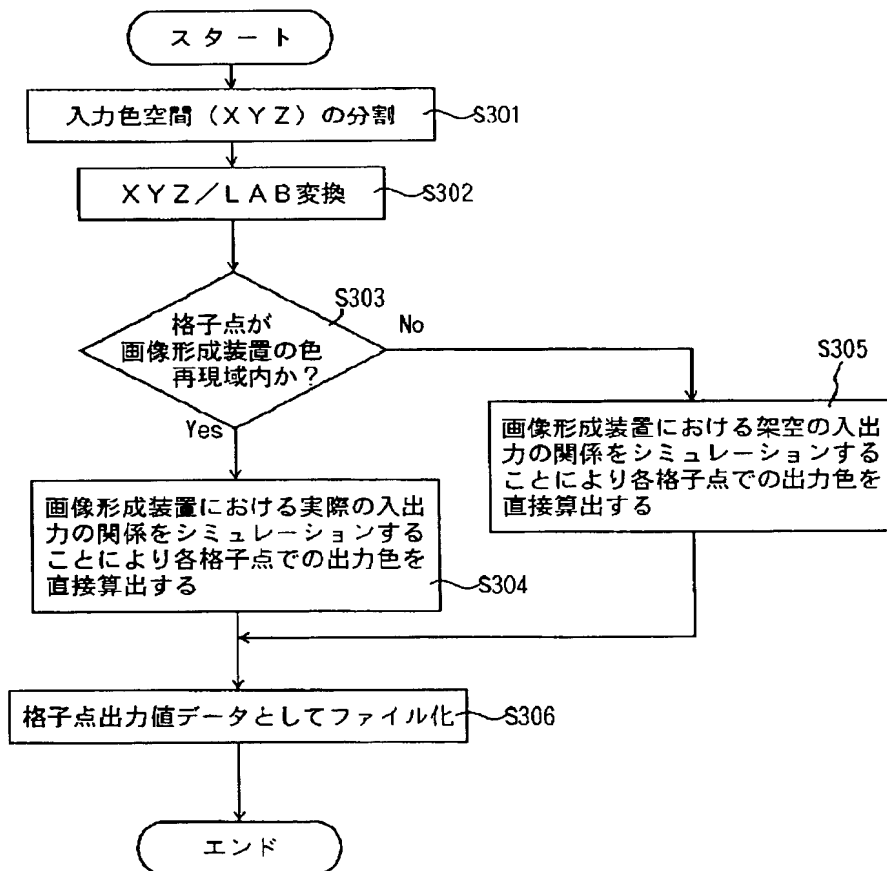 スタート
入力色空間（ＸＹＺ）の分割
S301
ＸＹＺ／ＬＡＢ変換
S302
S303
格子点が
画像形成装置の色
再現域内か？
No
Yes
S305
画像形成装置における架空の入出
力の関係をシミュレーションする
ことにより各格子点での出力色を
直接算出する
画像形成装置における実際の入出
力の関係をシミュレーションする
ことにより各格子点での出力色を
直接算出する
S304
格子点出力値データとしてファイル化
S306
エンド